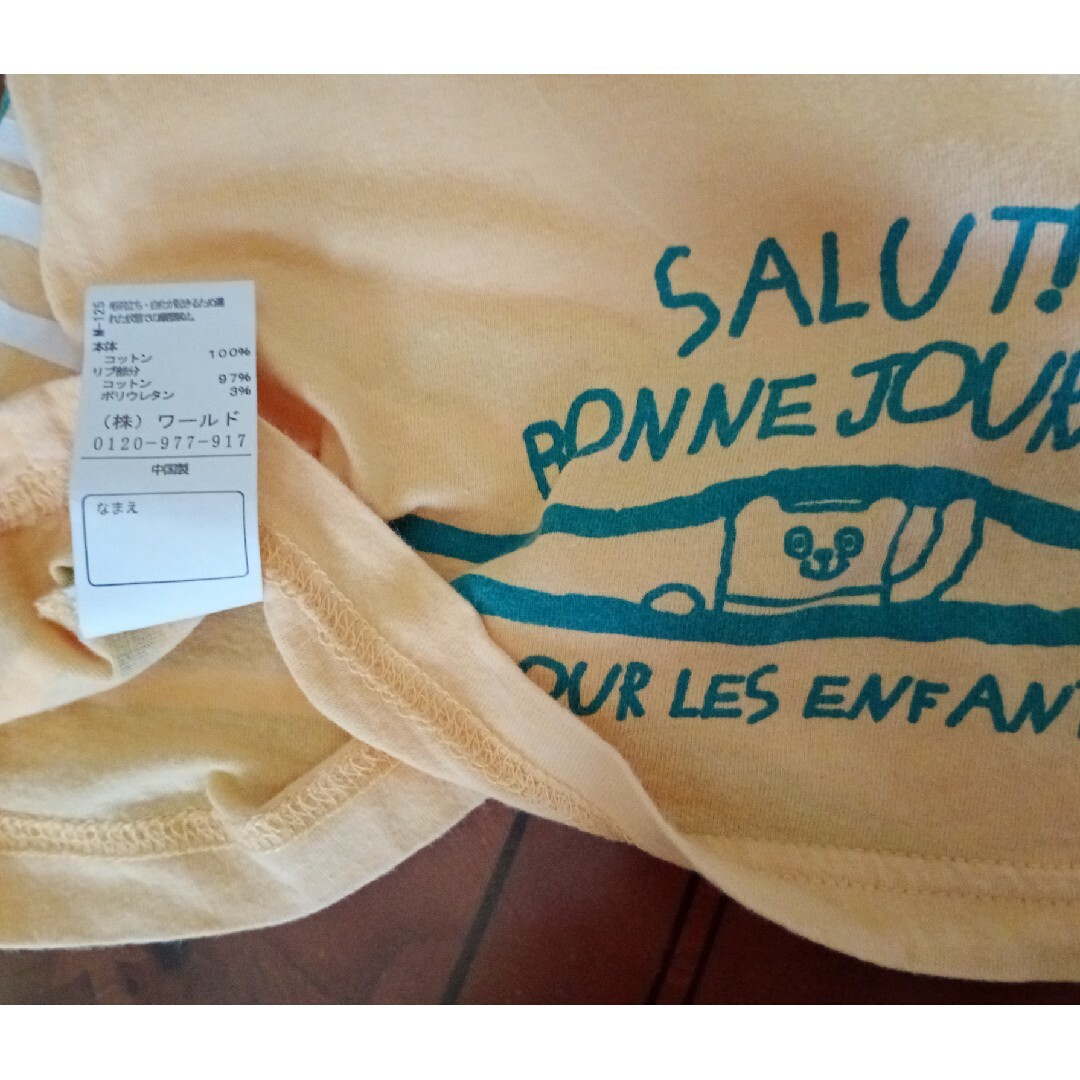 M-125
本体
コットン 100%
リブ部分
コットン 97%
ポリウレタン 3%
(株) ワールド
0120-977-917
中国製
なまえ
SALUT!
BONNE JOUR
OUR LES ENFANT